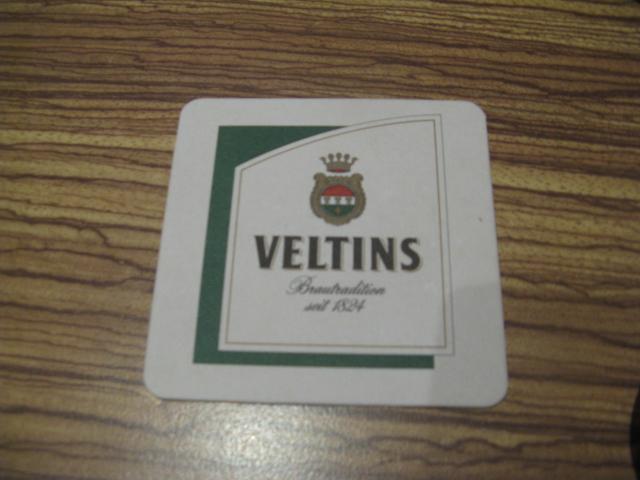 VELTINS
Brautradition
seit 1824